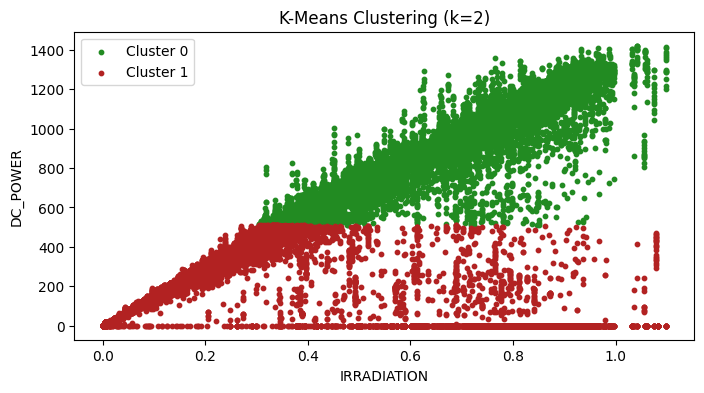 K-Means Clustering (k=2)
Cluster 0
Cluster 1
DC_POWER
1400
1200
1000
800
600
400
200
0
0.0 0.2 0.4 0.6 0.8 1.0
IRRADIATION